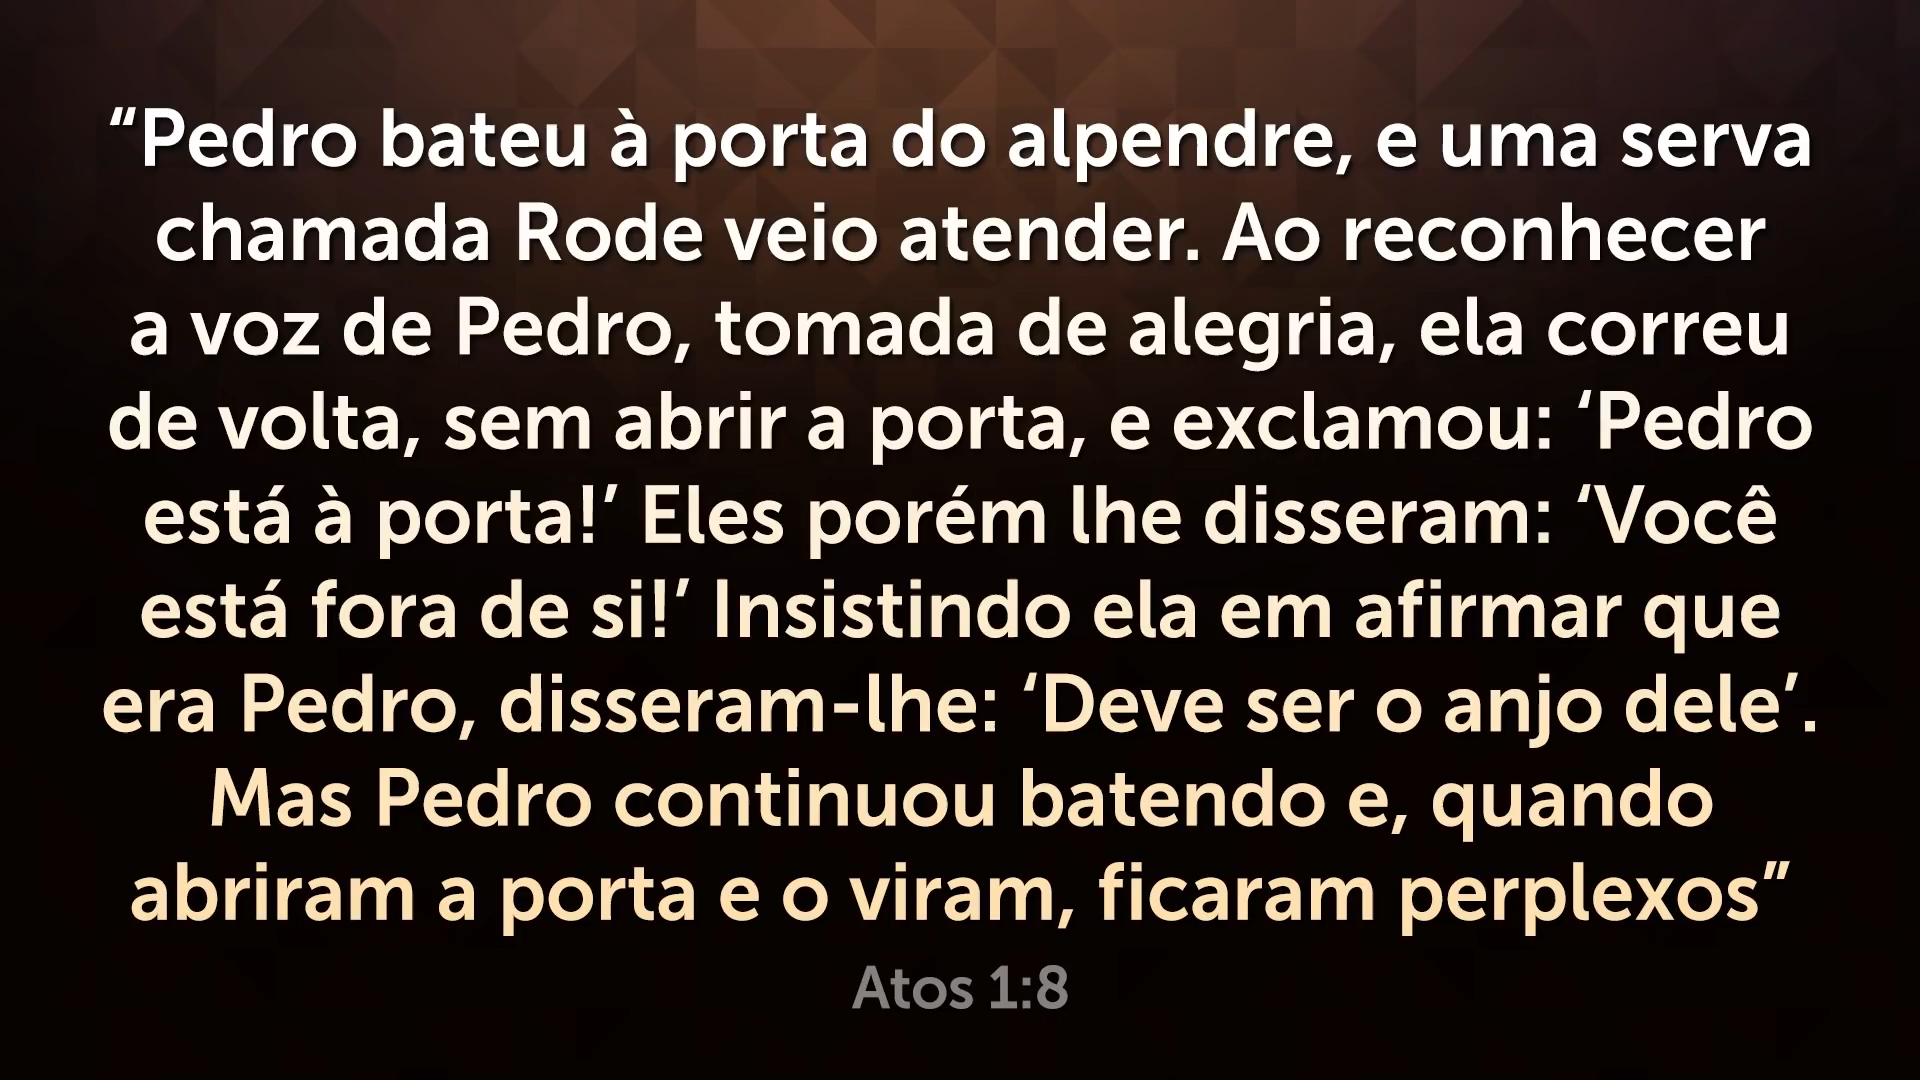 “Pedro bateu à porta do alpendre, e uma serva
chamada Rode veio atender. Ao reconhecer
a voz de Pedro, tomada de alegria, ela correu
de volta, sem abrir a porta, e exclamou: ‘Pedro
está à porta!’ Eles porém lhe disseram: ‘Você
está fora de si!’ Insistindo ela em afirmar que
era Pedro, disseram-lhe: ‘Deve ser o anjo dele’.
Mas Pedro continuou batendo e, quando
abriram a porta e o viram, ficaram perplexos”
Atos 1:8